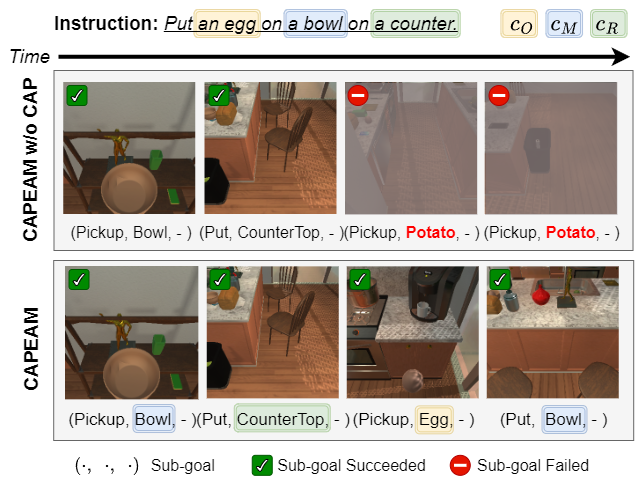 Instruction: Put an egg on a bowl on a counter. c_O c_M c_R
Time
CAPEAM w/o CAP
(Pickup, Bowl, - ) (Put, CounterTop, - ) (Pickup, Potato, - ) (Pickup, Potato, - )
CAPEAM
(Pickup, Bowl, - ) (Put, CounterTop, - ) (Pickup, Egg, - ) (Put, Bowl, - )
(·, ·, ·) Sub-goal Sub-goal Succeeded Sub-goal Failed